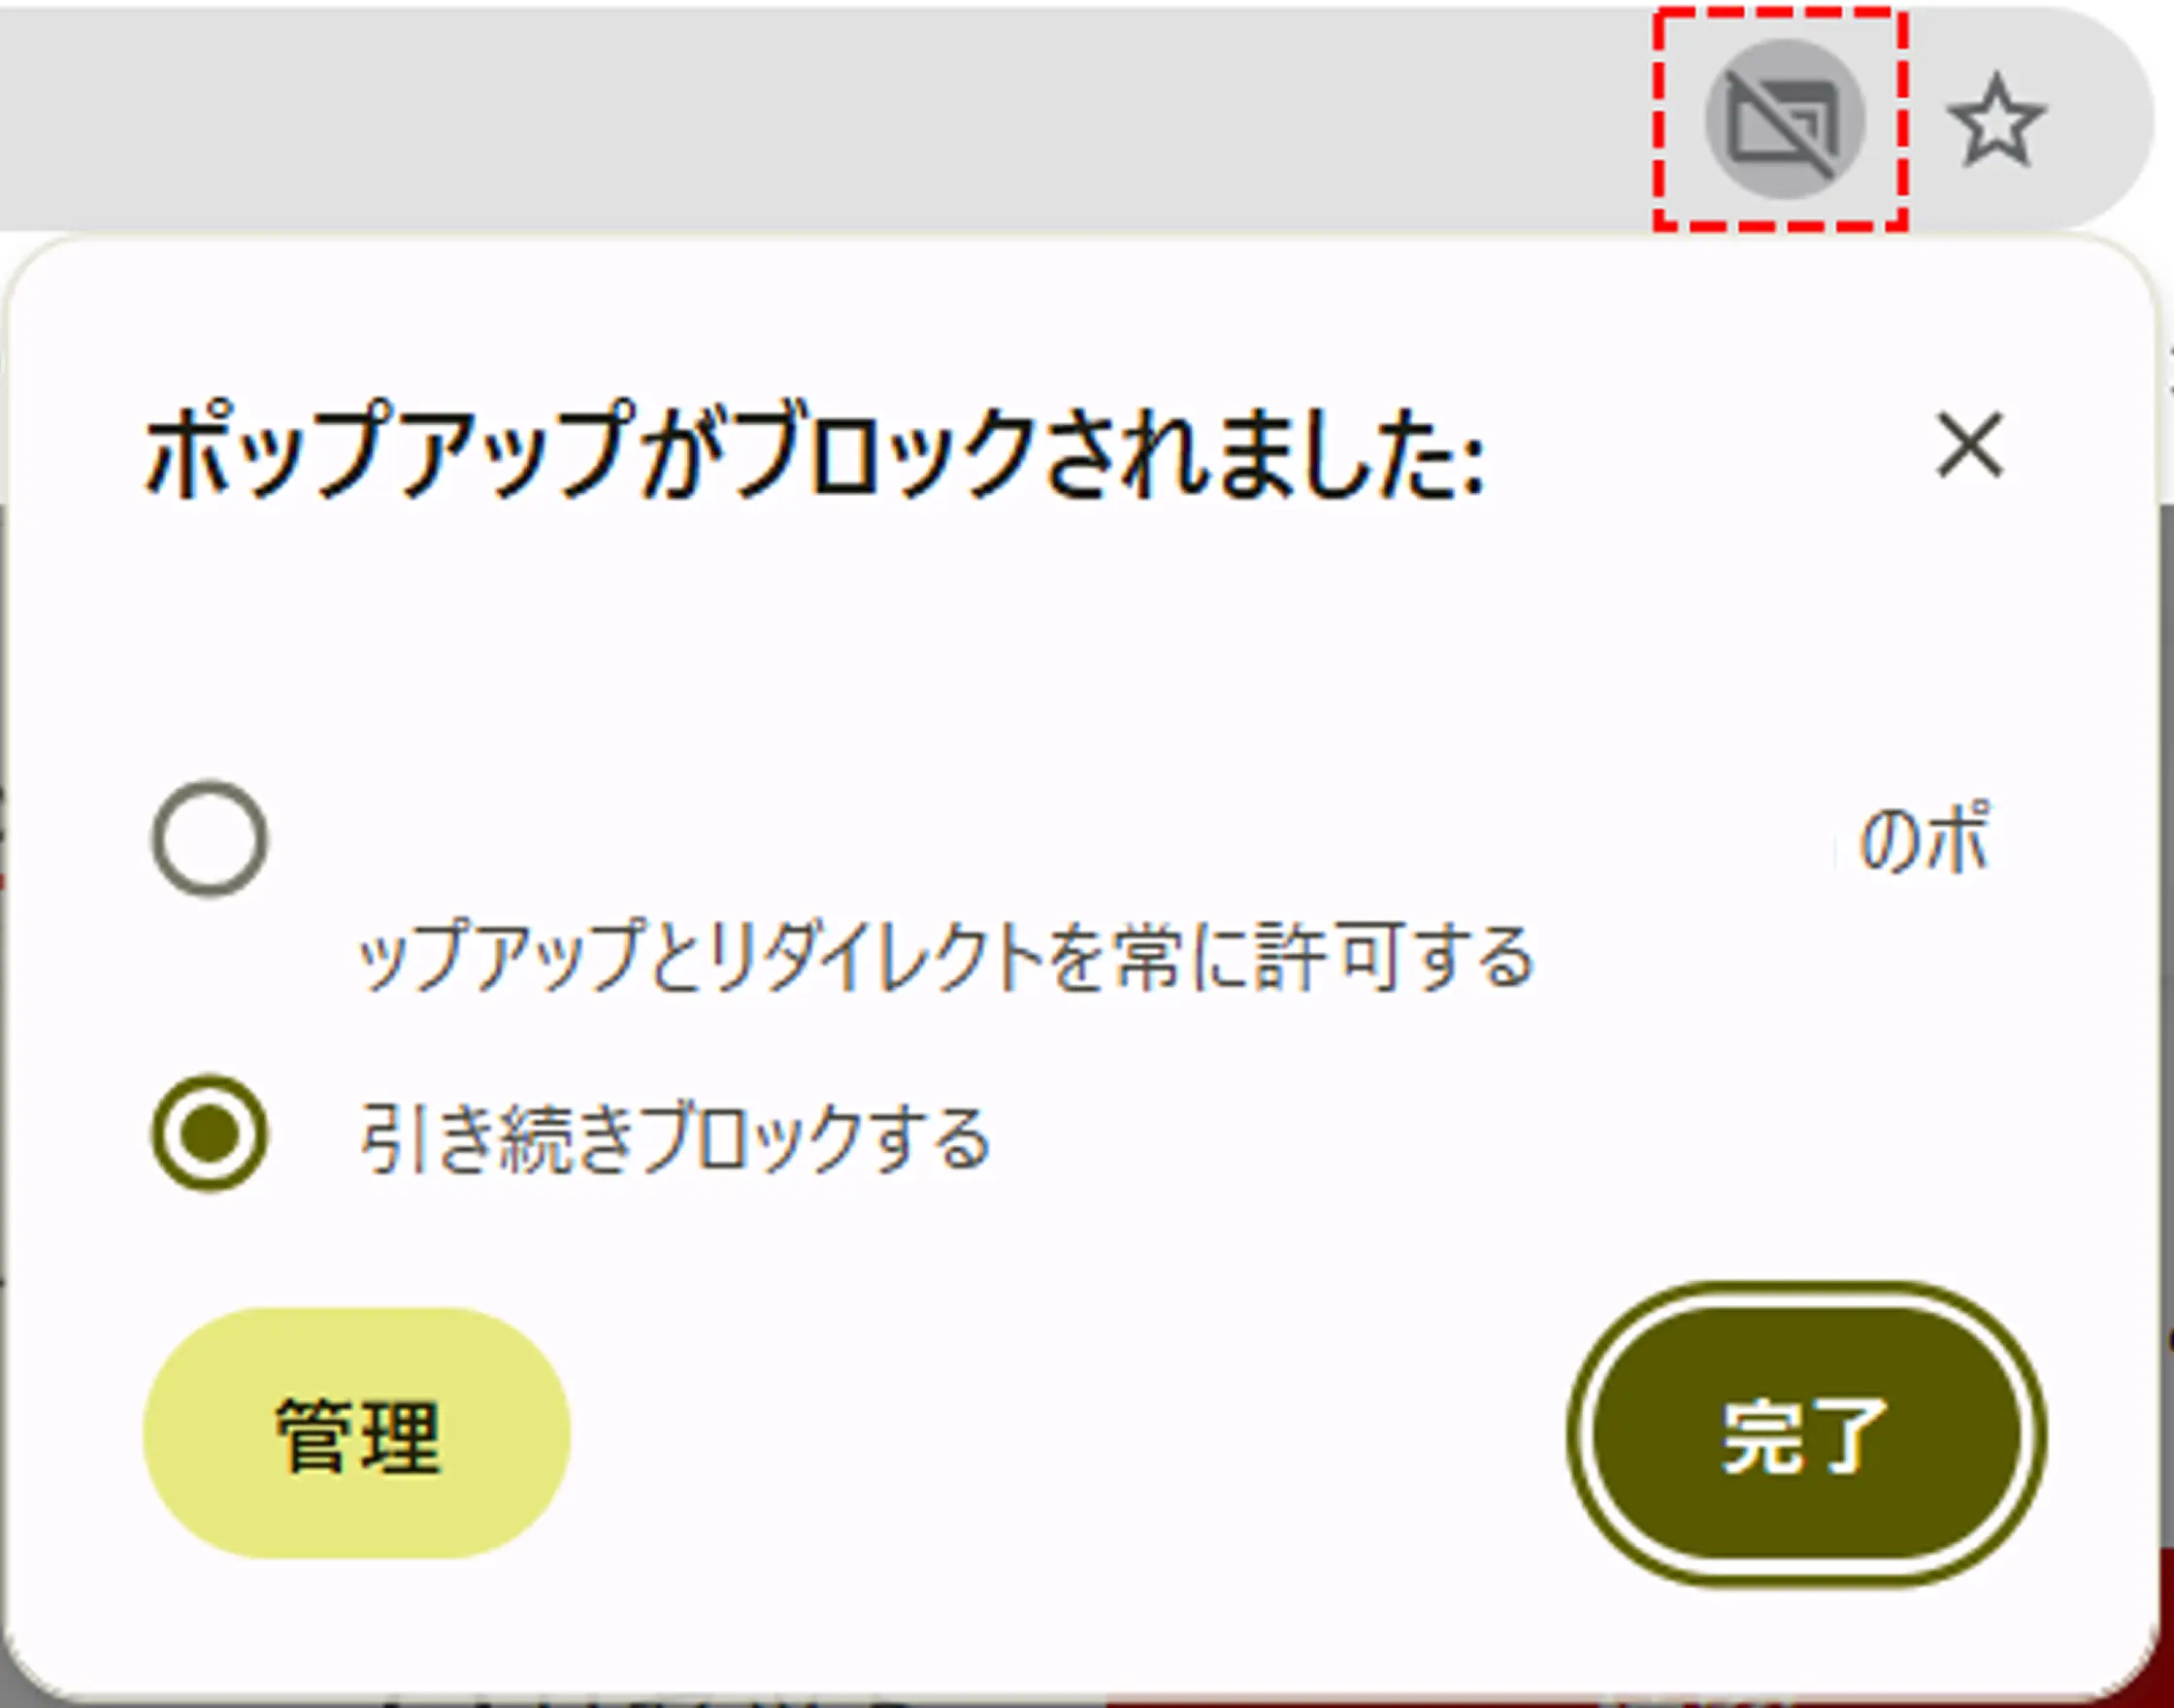 ポップアップがブロックされました:
のポ
ップアップとリダイレクトを常に許可する
引き続きブロックする
管理
完了